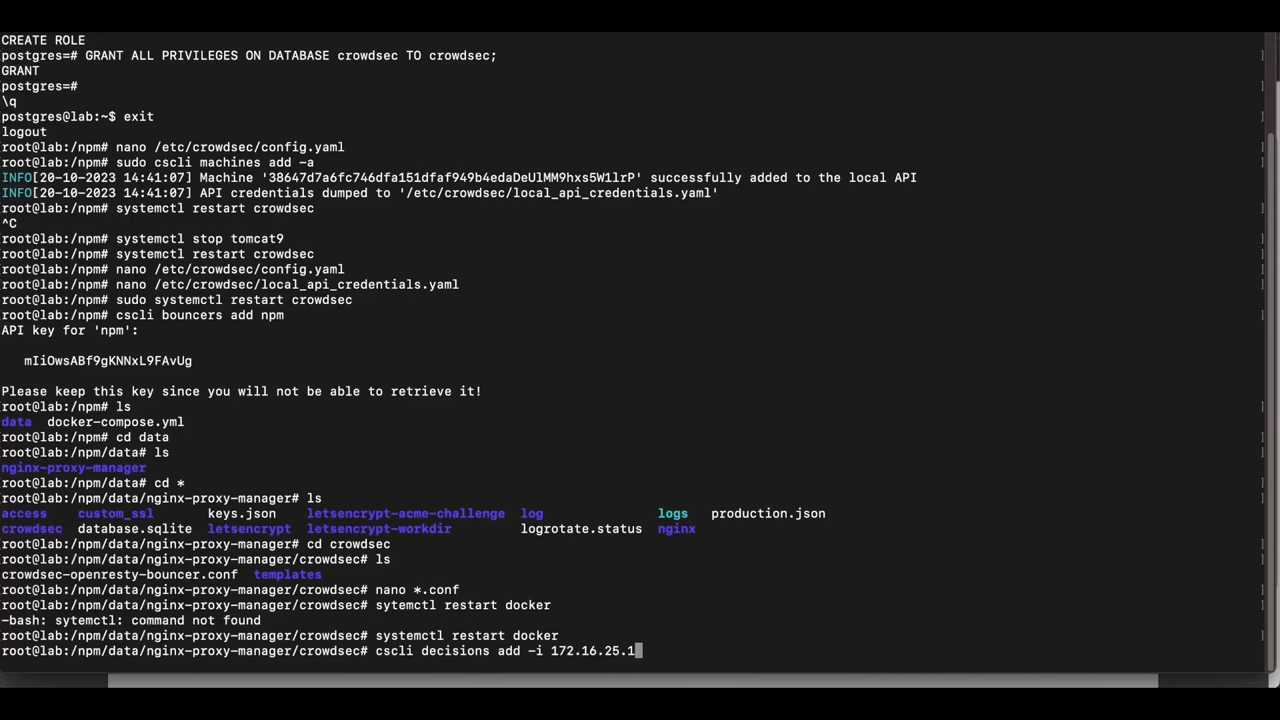 CREATE ROLE
postgres=# GRANT ALL PRIVILEGES ON DATABASE crowdsec TO crowdsec;
GRANT
postgres=#
\q
postgres@lab:~$ exit
logout
root@lab:/npm# nano /etc/crowdsec/config.yaml
root@lab:/npm# sudo cscli machines add -a
INFO[20-10-2023 14:41:07] Machine '38647d7a6fc746dfa151dfaf949b4edaDeUlMM9hxs5W1lrP' successfully added to the local API
INFO[20-10-2023 14:41:07] API credentials dumped to '/etc/crowdsec/local_api_credentials.yaml'
root@lab:/npm# systemctl restart crowdsec
^C
root@lab:/npm# systemctl stop tomcat9
root@lab:/npm# systemctl restart crowdsec
root@lab:/npm# nano /etc/crowdsec/config.yaml
root@lab:/npm# nano /etc/crowdsec/local_api_credentials.yaml
root@lab:/npm# sudo systemctl restart crowdsec
root@lab:/npm# cscli bouncers add npm
API key for 'npm':
mIiOwsABf9gKNNxL9FAvUg
Please keep this key since you will not be able to retrieve it!
root@lab:/npm# ls
data docker-compose.yml
root@lab:/npm# cd data
root@lab:/npm/data# ls
nginx-proxy-manager
root@lab:/npm/data# cd *
root@lab:/npm/data/nginx-proxy-manager# ls
access custom_ssl keys.json letsencrypt-acme-challenge log logs production.json
crowdsec database.sqlite letsencrypt letsencrypt-workdir logrotate.status nginx
root@lab:/npm/data/nginx-proxy-manager# cd crowdsec
root@lab:/npm/data/nginx-proxy-manager/crowdsec# ls
crowdsec-openresty-bouncer.conf templates
root@lab:/npm/data/nginx-proxy-manager/crowdsec# nano *.conf
root@lab:/npm/data/nginx-proxy-manager/crowdsec# sytemctl restart docker
-bash: sytemctl: command not found
root@lab:/npm/data/nginx-proxy-manager/crowdsec# systemctl restart docker
root@lab:/npm/data/nginx-proxy-manager/crowdsec# cscli decisions add -i 172.16.25.1